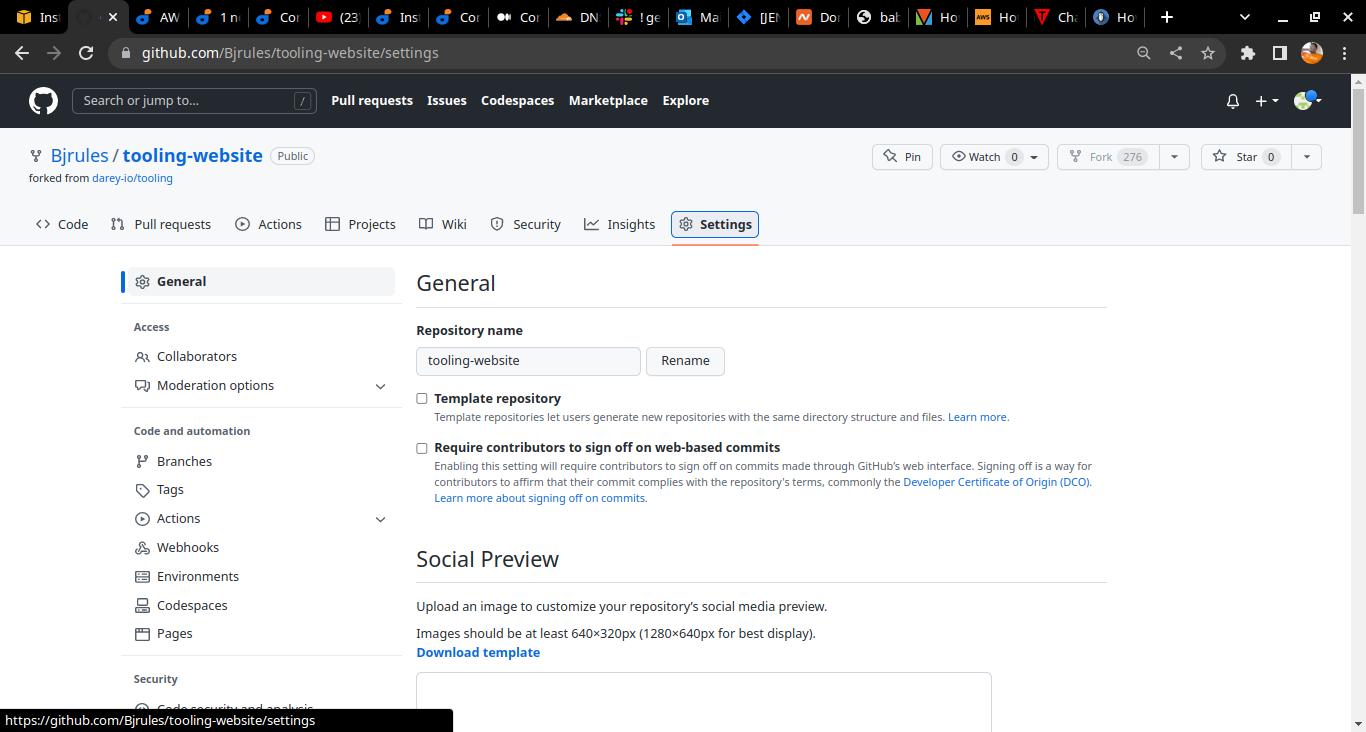 Inst
AW
1 n
Cor
(23)
Inst
Cor
Cor
DN
! ge
Ma
[JEN
Dor
bab
Ho
Ho
Cha
Ho
github.com/Bjrules/tooling-website/settings
Search or jump to...
/
Pull requests
Issues
Codespaces
Marketplace
Explore
Bjrules / tooling-website Public
Pin
Watch 0
Fork 276
Star 0
forked from darey-io/tooling
Code
Pull requests
Actions
Projects
Wiki
Security
Insights
Settings
General
Access
Collaborators
Moderation options
Code and automation
Branches
Tags
Actions
Webhooks
Environments
Codespaces
Pages
Security
Code security and analysis
General
Repository name
tooling-website
Rename
Template repository
Template repositories let users generate new repositories with the same directory structure and files. Learn more.
Require contributors to sign off on web-based commits
Enabling this setting will require contributors to sign off on commits made through GitHub’s web interface. Signing off is a way for
contributors to affirm that their commit complies with the repository's terms, commonly the Developer Certificate of Origin (DCO).
Learn more about signing off on commits.
Social Preview
Upload an image to customize your repository’s social media preview.
Images should be at least 640×320px (1280×640px for best display).
Download template
https://github.com/Bjrules/tooling-website/settings